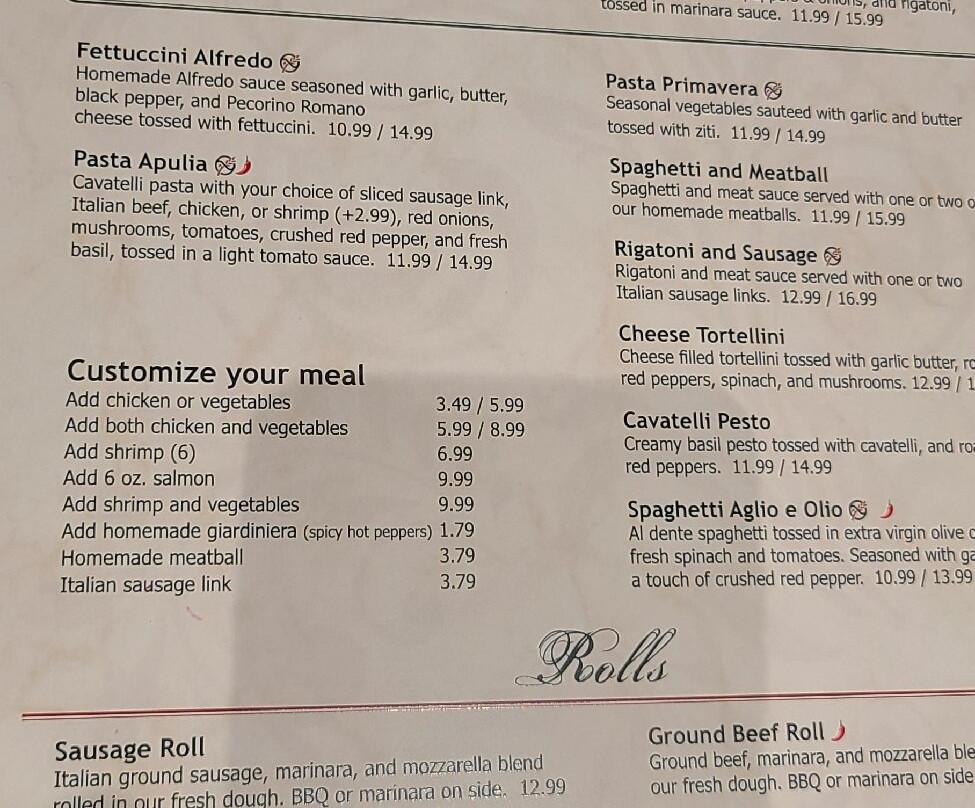 tossed in marinara sauce. 11.99 / 15.99
Fettuccini Alfredo
Homemade Alfredo sauce seasoned with garlic, butter,
black pepper, and Pecorino Romano
cheese tossed with fettuccini. 10.99 / 14.99
Pasta Apulia
Cavatelli pasta with your choice of sliced sausage link,
Italian beef, chicken, or shrimp (+2.99), red onions,
mushrooms, tomatoes, crushed red pepper, and fresh
basil, tossed in a light tomato sauce. 11.99 / 14.99
Customize your meal
Add chicken or vegetables 3.49 / 5.99
Add both chicken and vegetables 5.99 / 8.99
Add shrimp (6) 6.99
Add 6 oz. salmon 9.99
Add shrimp and vegetables 9.99
Add homemade giardiniera (spicy hot peppers) 1.79
Homemade meatball 3.79
Italian sausage link 3.79
Pasta Primavera
Seasonal vegetables sauteed with garlic and butter
tossed with ziti. 11.99 / 14.99
Spaghetti and Meatball
Spaghetti and meat sauce served with one or two
our homemade meatballs. 11.99 / 15.99
Rigatoni and Sausage
Rigatoni and meat sauce served with one or two
Italian sausage links. 12.99 / 16.99
Cheese Tortellini
Cheese filled tortellini tossed with garlic butter,
red peppers, spinach, and mushrooms. 12.99 /
Cavatelli Pesto
Creamy basil pesto tossed with cavatelli, and
red peppers. 11.99 / 14.99
Spaghetti Aglio e Olio
Al dente spaghetti tossed in extra virgin olive
fresh spinach and tomatoes. Seasoned with
a touch of crushed red pepper. 10.99 / 13.99
Rolls
Sausage Roll
Italian ground sausage, marinara, and mozzarella blend
rolled in our fresh dough. BBQ or marinara on side. 12.99
Ground Beef Roll
Ground beef, marinara, and mozzarella
our fresh dough. BBQ or marinara on side